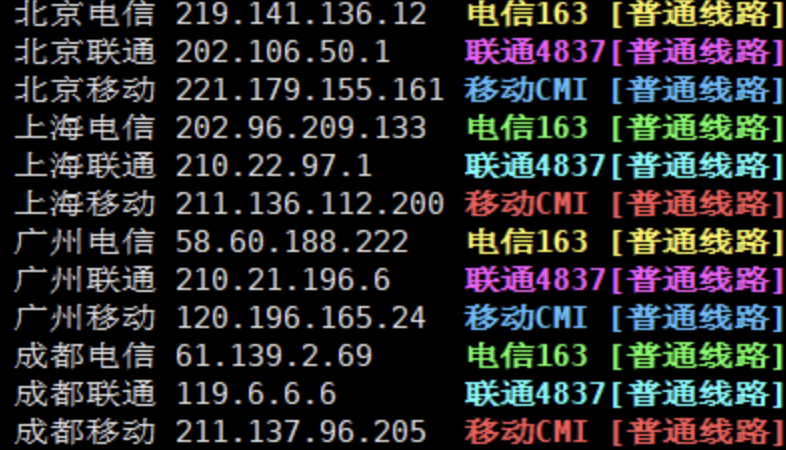 北京电信 219.141.136.12 电信163 [普通线路]
北京联通 202.106.50.1 联通4837[普通线路]
北京移动 221.179.155.161 移动CMI [普通线路]
上海电信 202.96.209.133 电信163 [普通线路]
上海联通 210.22.97.1 联通4837[普通线路]
上海移动 211.136.112.200 移动CMI [普通线路]
广州电信 58.60.188.222 电信163 [普通线路]
广州联通 210.21.196.6 联通4837[普通线路]
广州移动 120.196.165.24 移动CMI [普通线路]
成都电信 61.139.2.69 电信163 [普通线路]
成都联通 119.6.6.6 联通4837[普通线路]
成都移动 211.137.96.205 移动CMI [普通线路]